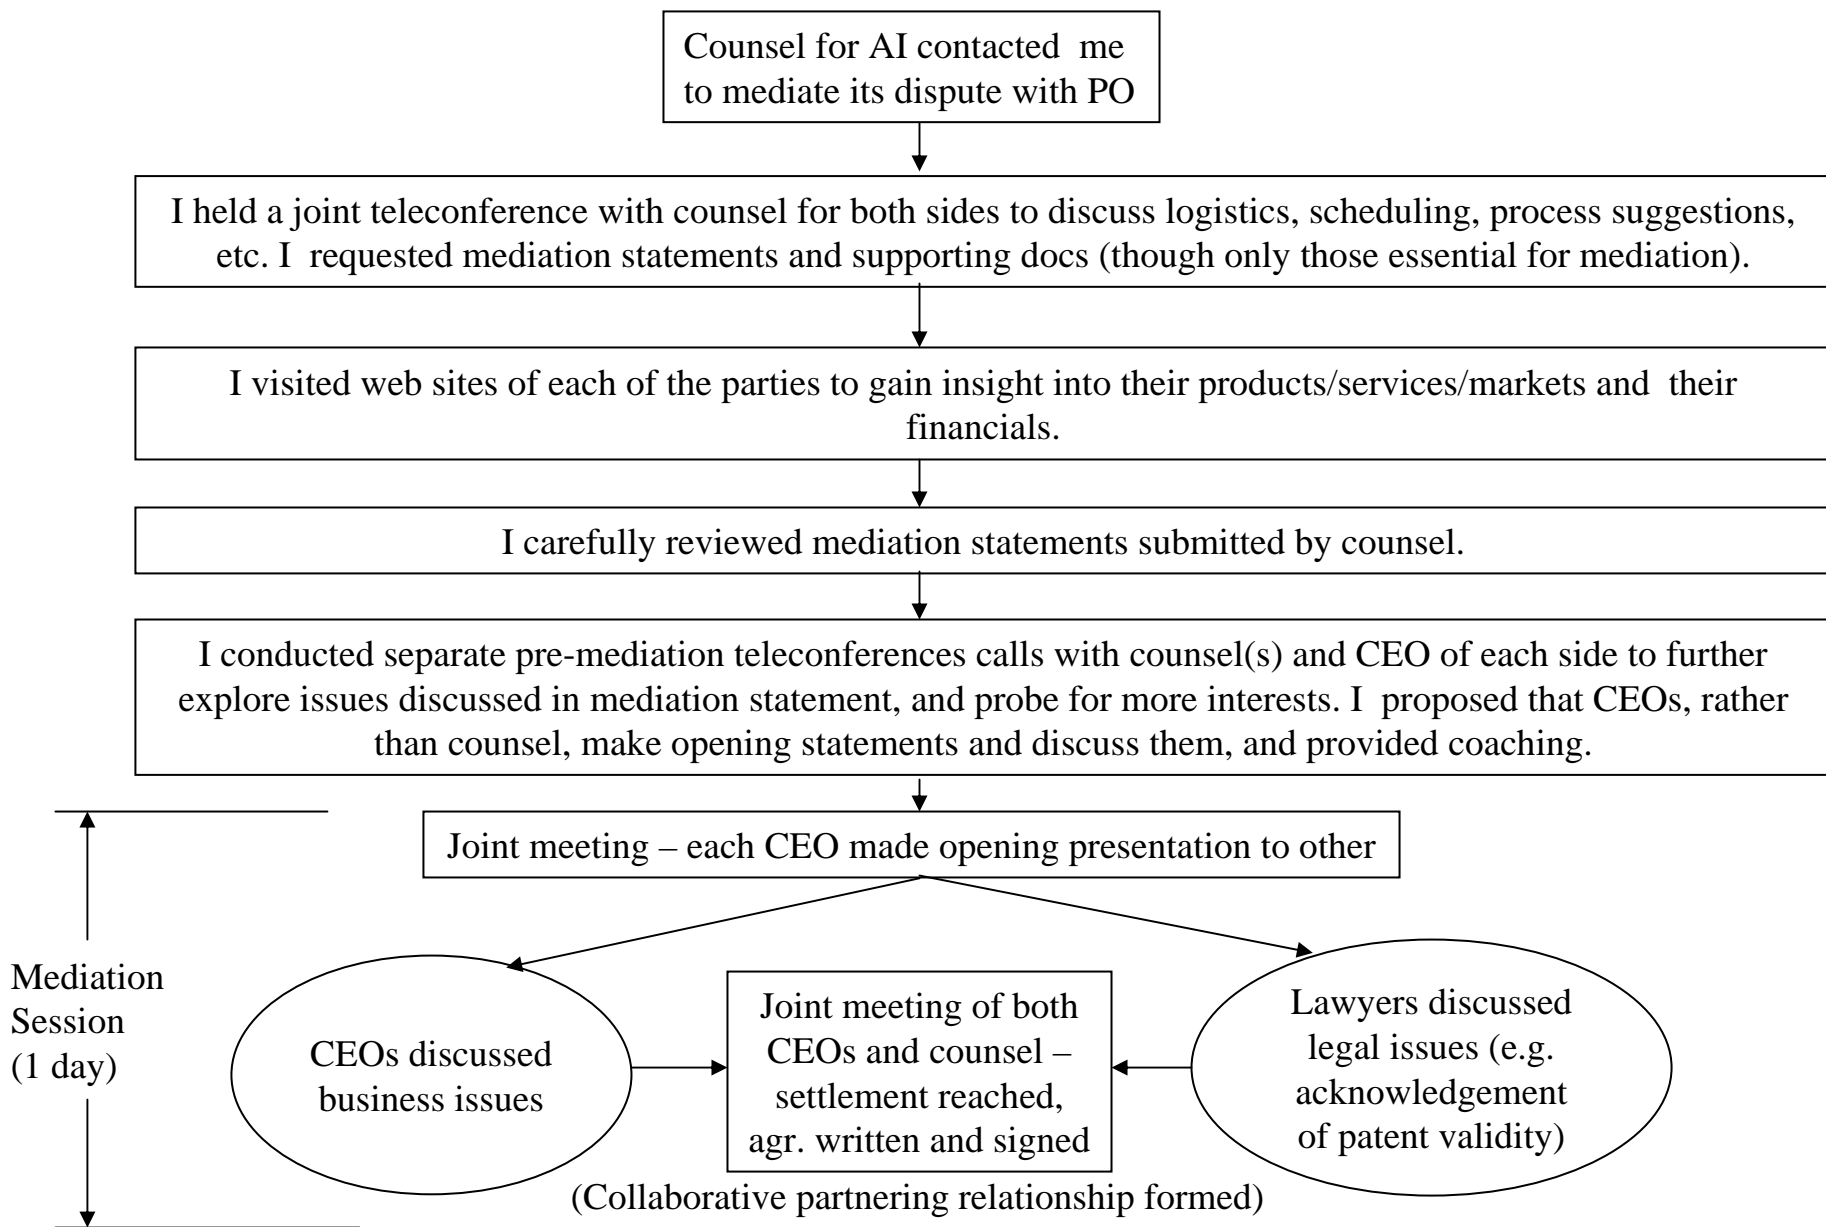 Counsel for AI contacted me
to mediate its dispute with PO
I held a joint teleconference with counsel for both sides to discuss logistics, scheduling, process suggestions,
etc. I requested mediation statements and supporting docs (though only those essential for mediation).
I visited web sites of each of the parties to gain insight into their products/services/markets and their
financials.
I carefully reviewed mediation statements submitted by counsel.
I conducted separate pre-mediation teleconferences calls with counsel(s) and CEO of each side to further
explore issues discussed in mediation statement, and probe for more interests. I proposed that CEOs, rather
than counsel, make opening statements and discuss them, and provided coaching.
Joint meeting – each CEO made opening presentation to other
Mediation
Session
(1 day)
CEOs discussed
business issues
Joint meeting of both
CEOs and counsel –
settlement reached,
agr. written and signed
Lawyers discussed
legal issues (e.g.
acknowledgement
of patent validity)
(Collaborative partnering relationship formed)